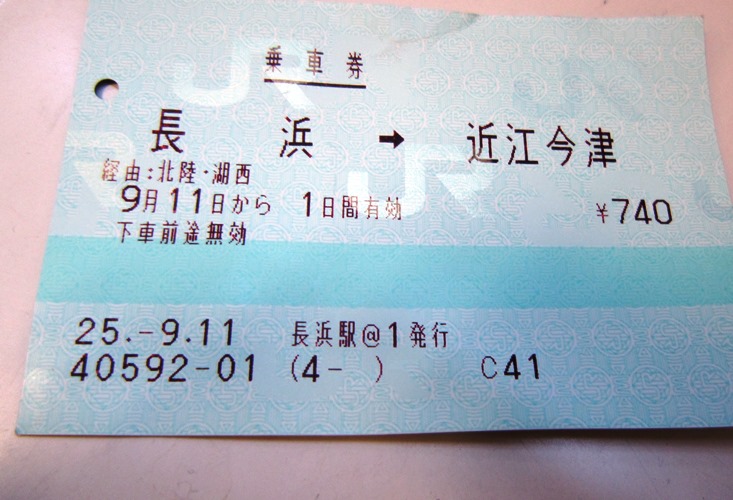 乗車券
長浜 → 近江今津
経由:北陸・湖西
9月11日から 1日間有効 ¥740
下車前途無効
25.-9.11 長浜駅@1発行
40592-01 (4- ) C41